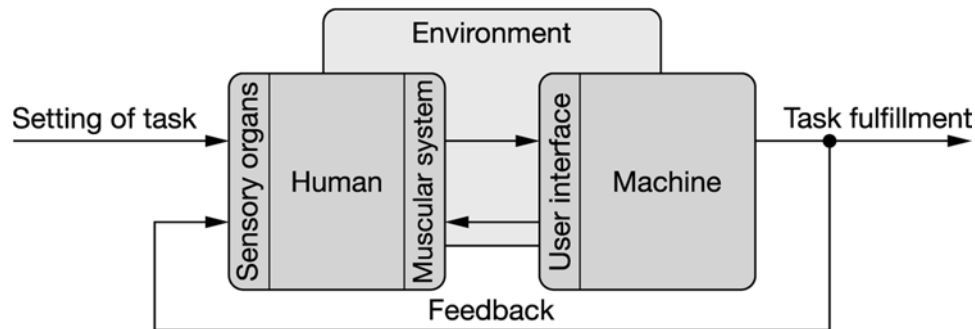 Environment
Setting of task
Sensory organs
Human
Muscular system
User interface
Machine
Task fulfillment
Feedback